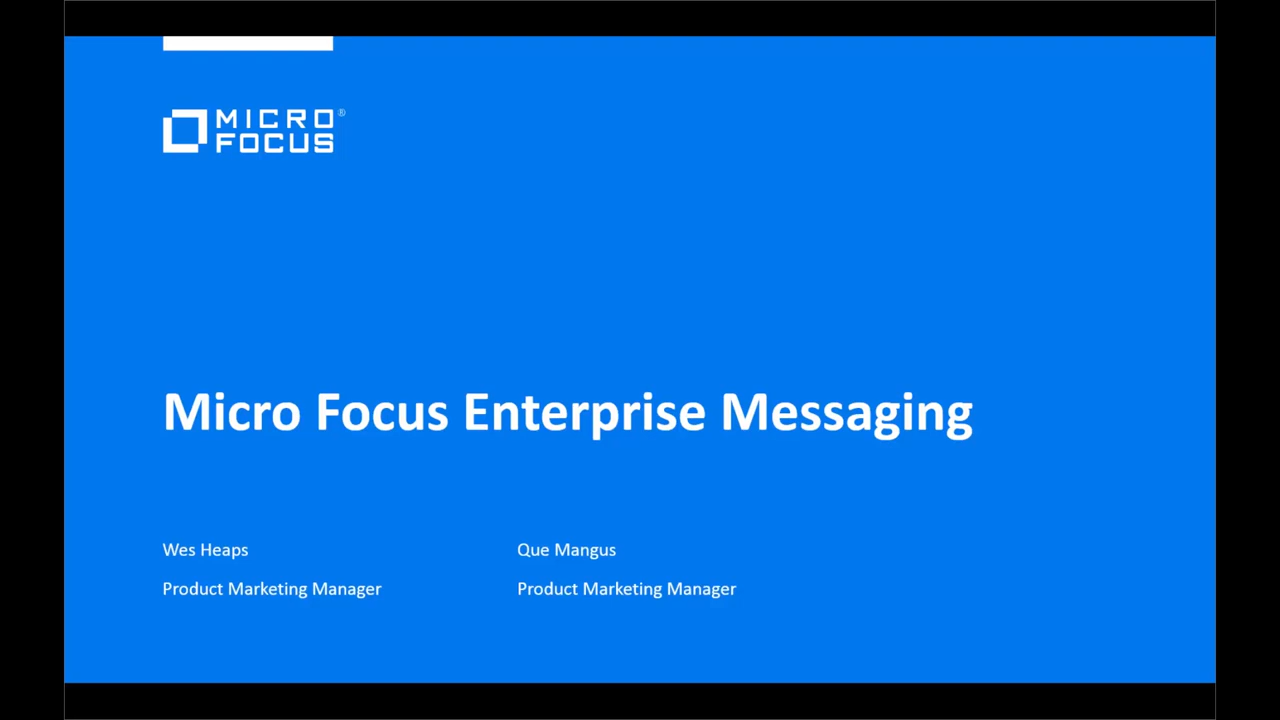 MICRO®
FOCUS
Micro Focus Enterprise Messaging
Wes Heaps
Product Marketing Manager
Que Mangus
Product Marketing Manager